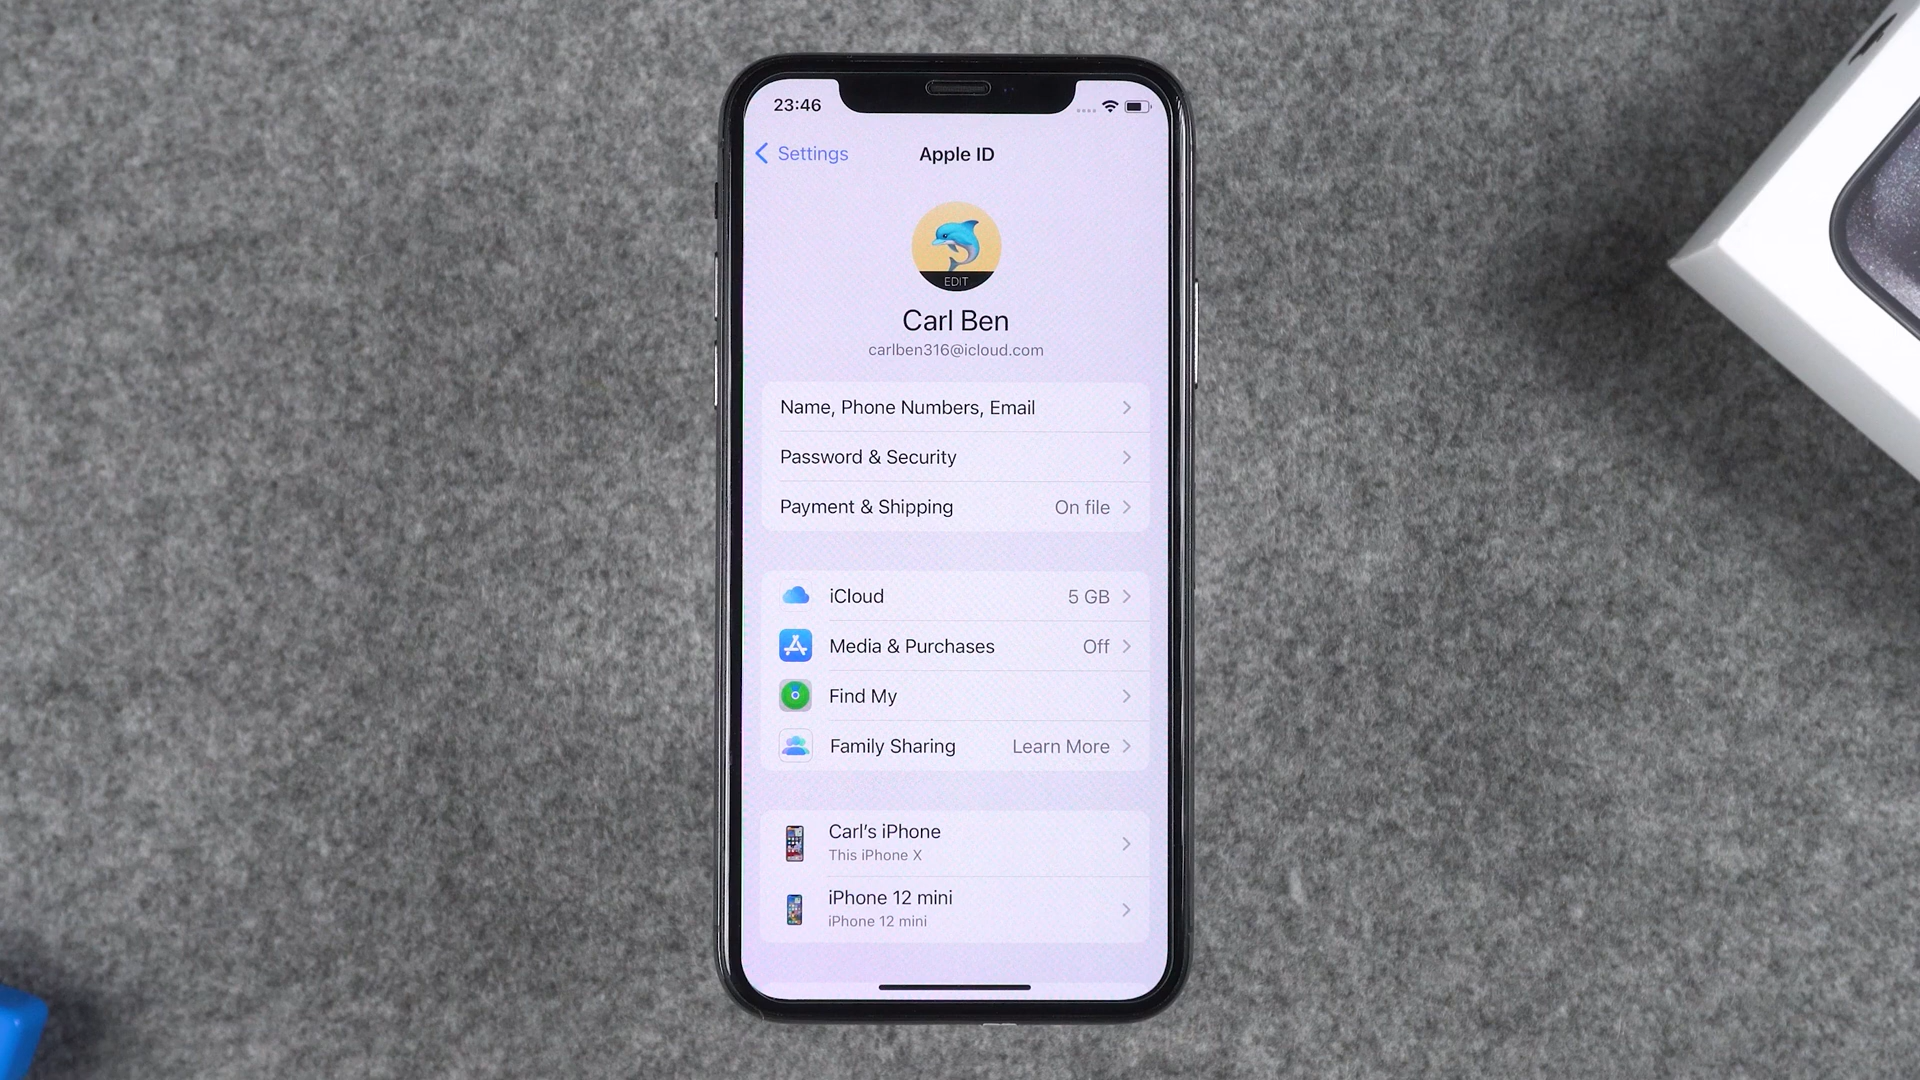 23:46
Settings
Apple ID
EDIT
Carl Ben
carlben316@icloud.com
Name, Phone Numbers, Email
Password & Security
Payment & Shipping On file
iCloud 5 GB
Media & Purchases Off
Find My
Family Sharing Learn More
Carl's iPhone
This iPhone X
iPhone 12 mini
iPhone 12 mini